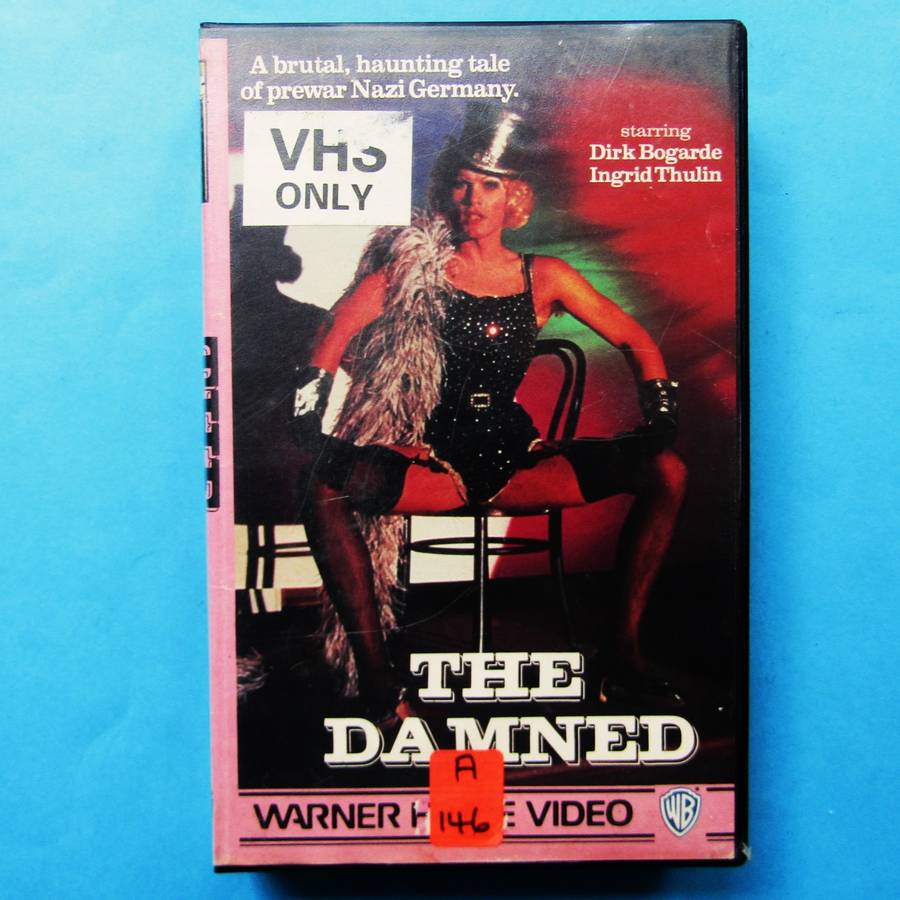 A brutal, haunting tale
of prewar Nazi Germany.
VHS
ONLY
starring
Dirk Bogarde
Ingrid Thulin
THE
DAMNED
A
146
WARNER VIDEO
WB